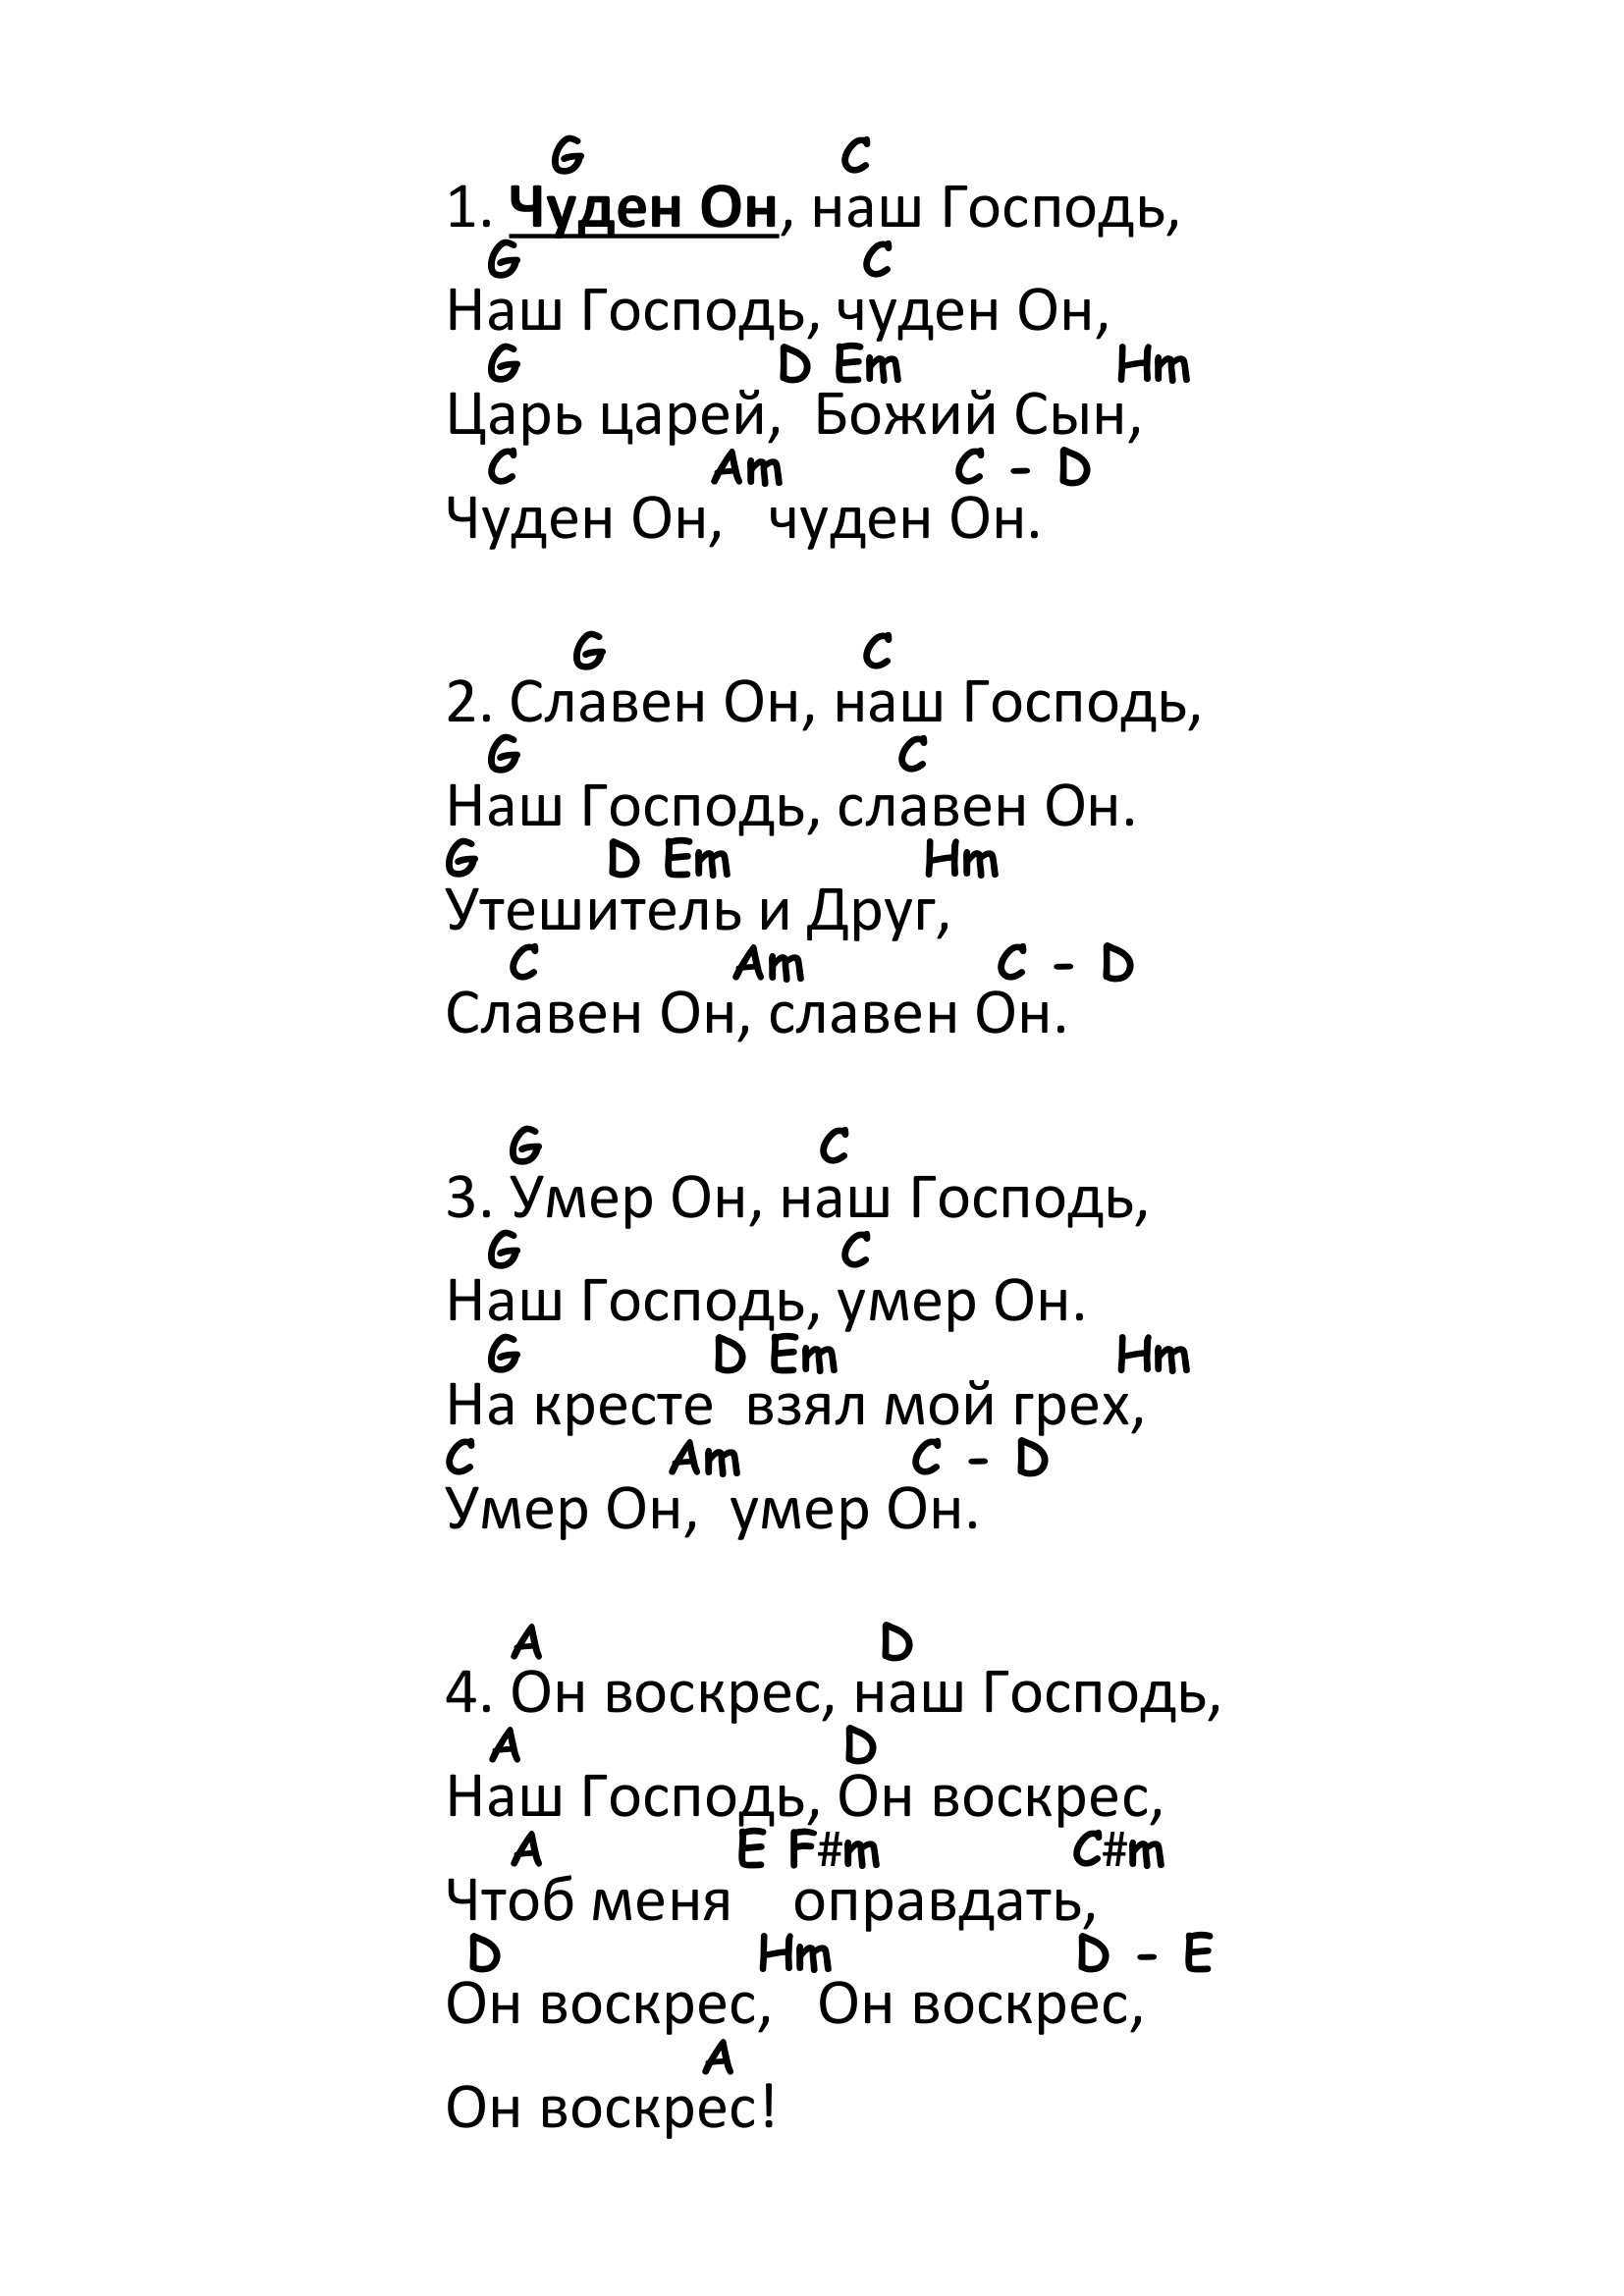 G C
1. Чуден Он, наш Господь,
G C
Наш Господь, чуден Он,
G D Em Hm
Царь царей, Божий Сын,
C Am C - D
Чуден Он, чуден Он.
G C
2. Славен Он, наш Господь,
G C
Наш Господь, славен Он.
G D Em Hm
Утешитель и Друг,
C Am C - D
Славен Он, славен Он.
G C
3. Умер Он, наш Господь,
G C
Наш Господь, умер Он.
G D Em Hm
На кресте взял мой грех,
C Am C - D
Умер Он, умер Он.
A D
4. Он воскрес, наш Господь,
A D
Наш Господь, Он воскрес,
A E F#m C#m
Чтоб меня оправдать,
D Hm D - E
Он воскрес, Он воскрес,
A
Он воскрес!